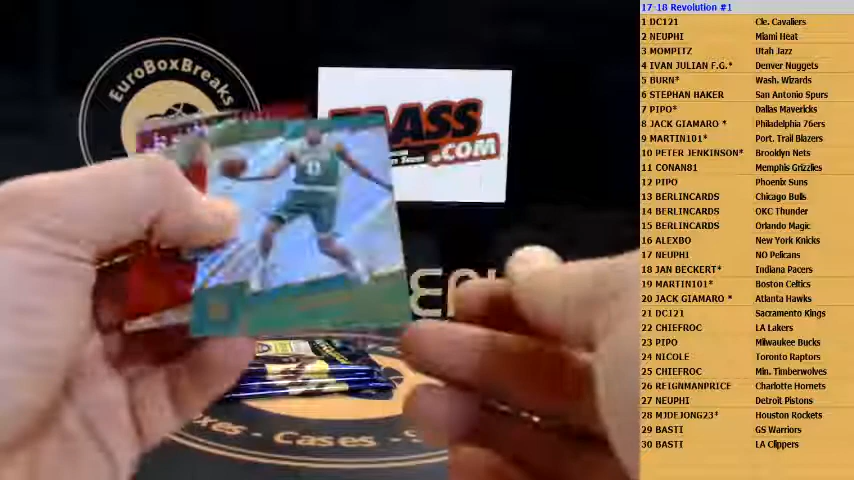 17-18 Revolution #1
1 DC121 Cle. Cavaliers
2 NEUPHI Miami Heat
3 MOMPITZ Utah Jazz
4 IVAN JULIAN F.G.* Denver Nuggets
5 BURN* Wash. Wizards
6 STEPHAN HAKER San Antonio Spurs
7 PIPO* Dallas Mavericks
8 JACK GIAMARO * Philadelphia 76ers
9 MARTIN101* Port. Trail Blazers
10 PETER JENKINSON* Brooklyn Nets
11 CONAN81 Memphis Grizzlies
12 PIPO Phoenix Suns
13 BERLINCARDS Chicago Bulls
14 BERLINCARDS OKC Thunder
15 BERLINCARDS Orlando Magic
16 ALEXBO New York Knicks
17 NEUPHI NO Pelicans
18 JAN BECKERT* Indiana Pacers
19 MARTIN101* Boston Celtics
20 JACK GIAMARO * Atlanta Hawks
21 DC121 Sacramento Kings
22 CHIEFROC LA Lakers
23 PIPO Milwaukee Bucks
24 NICOLE Toronto Raptors
25 CHIEFROC Min. Timberwolves
26 REIGNMANPRICE Charlotte Hornets
27 NEUPHI Detroit Pistons
28 MJDEJONG23* Houston Rockets
29 BASTI GS Warriors
30 BASTI LA Clippers
EuroBoxBreaks
.COM
- Cases -